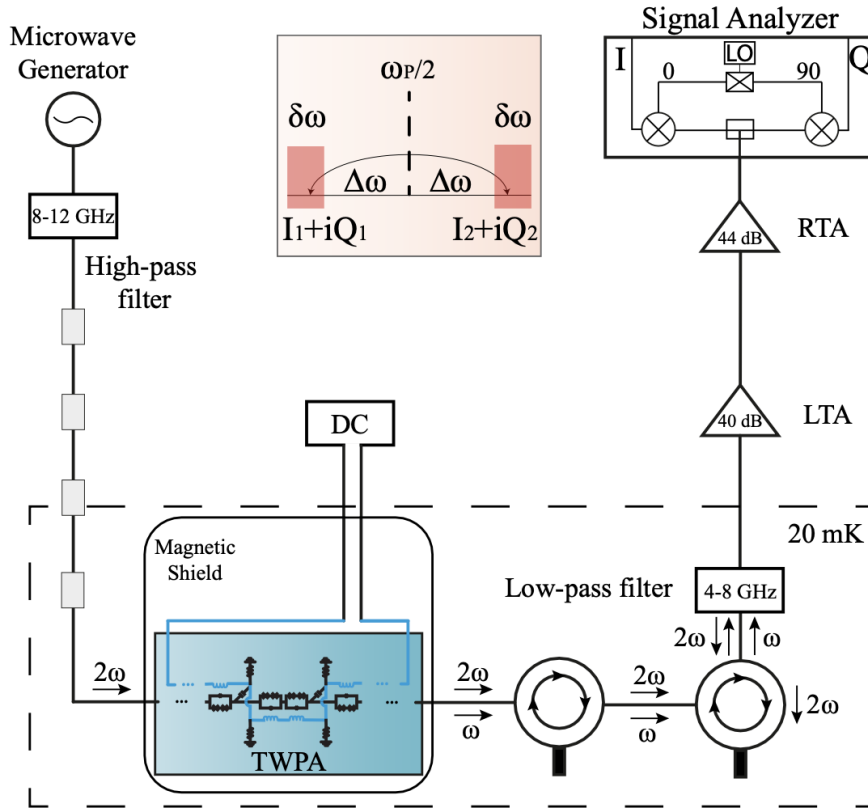 Microwave
Generator
8-12 GHz
High-pass
filter
ωP/2
δω
δω
Δω
Δω
I1+iQ1
I2+iQ2
Signal Analyzer
I
LO
Q
0
90
44 dB
RTA
40 dB
LTA
DC
20 mK
Magnetic
Shield
Low-pass filter
4-8 GHz
2ω
ω
2ω
2ω
...
...
...
...
2ω
ω
2ω
ω
TWPA